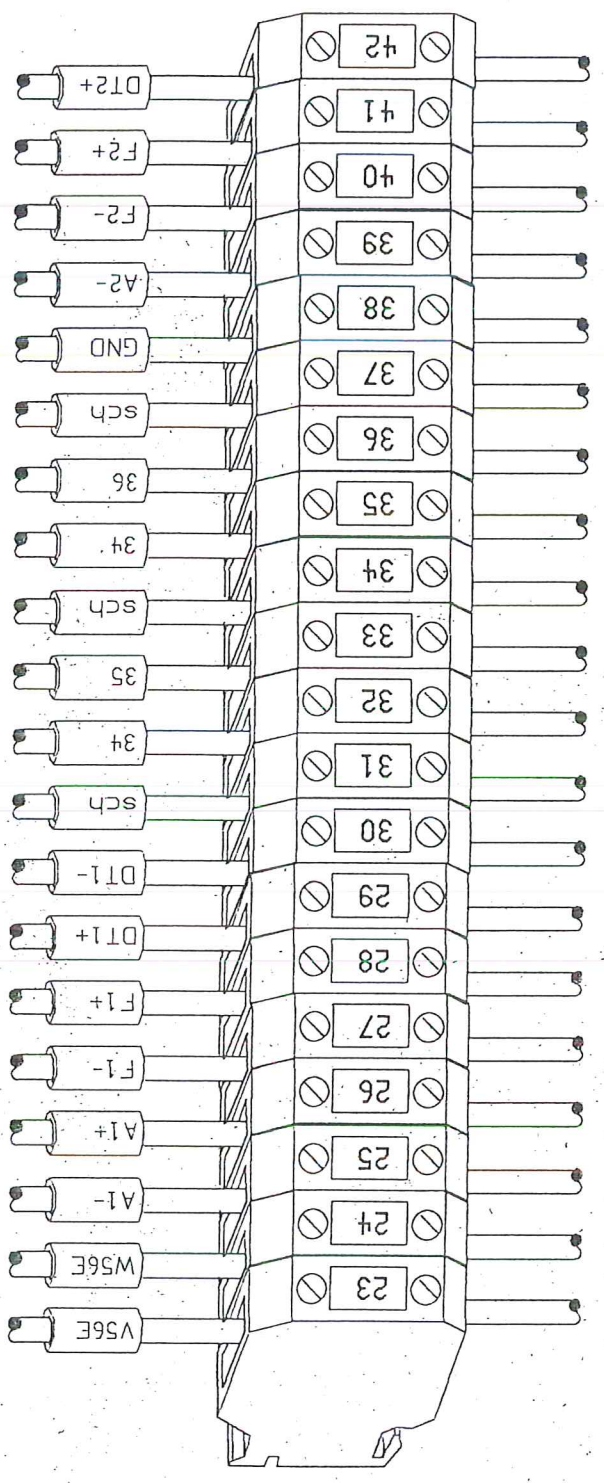 23 V56E
24 W56E
25 A1-
26 A1+
27 F1-
28 F1+
29 DT1+
30 DT1-
31 sch
32 34
33 35
34 sch
35 34
36 36
37 sch
38 GND
39 A2-
40 F2-
41 F2+
42 DT2+